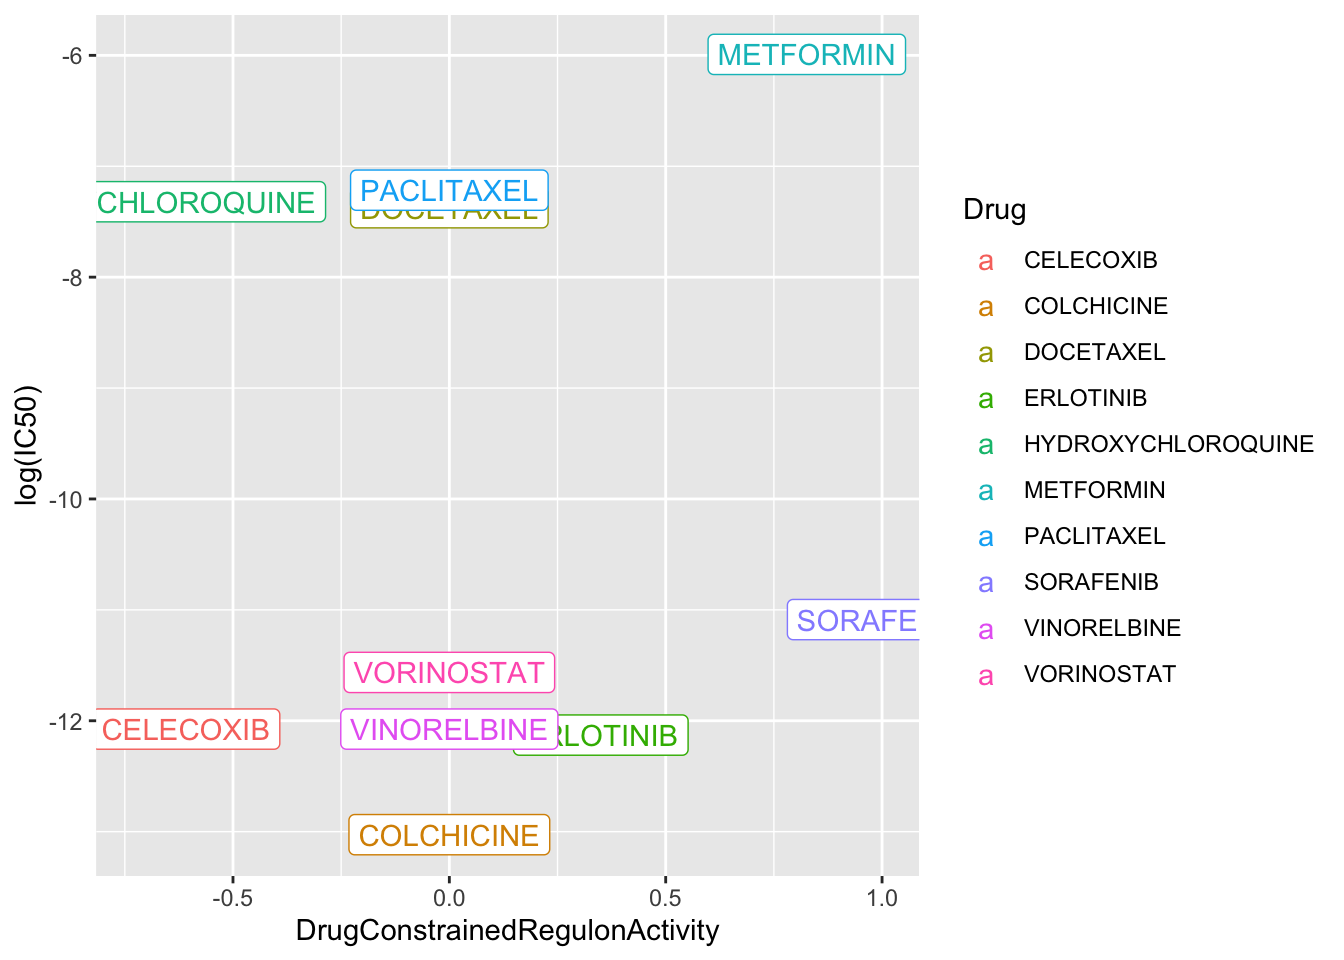 -6
METFORMIN
CHLOROQUINE
PACLITAXEL
DOCETAXEL
-8
log(IC50)
-10
SORAFE
VORINOSTAT
-12
CELECOXIB
VINORELBINE
RLOTINIB
COLCHICINE
-0.5
0.0
0.5
1.0
DrugConstrainedRegulonActivity
Drug
a CELECOXIB
a COLCHICINE
a DOCETAXEL
a ERLOTINIB
a HYDROXYCHLOROQUINE
a METFORMIN
a PACLITAXEL
a SORAFENIB
a VINORELBINE
a VORINOSTAT